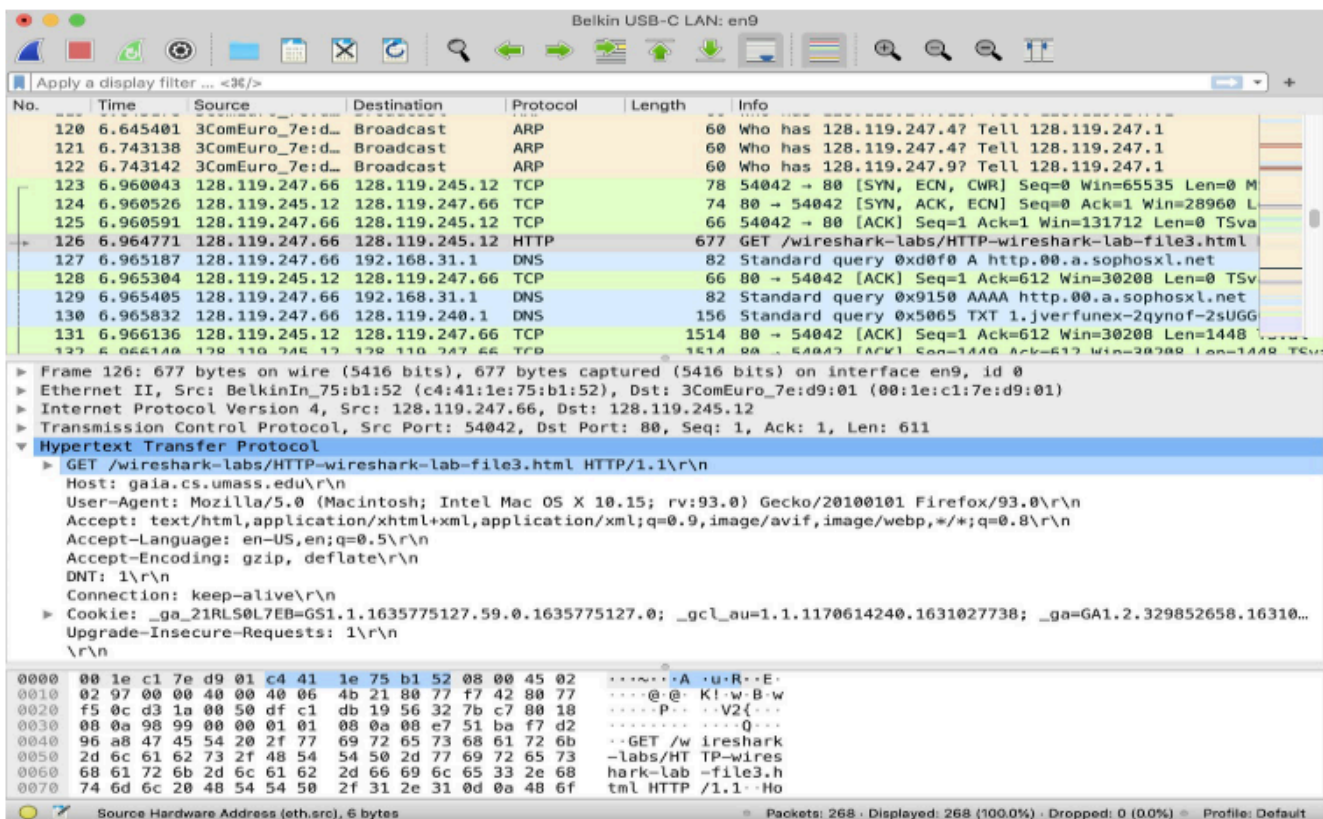 Belkin USB-C LAN: en9
Apply a display filter ... <⌘/>
No. Time Source Destination Protocol Length Info
120 6.645401 3ComEuro_7e:d… Broadcast ARP 60 Who has 128.119.247.4? Tell 128.119.247.1
121 6.743138 3ComEuro_7e:d… Broadcast ARP 60 Who has 128.119.247.4? Tell 128.119.247.1
122 6.743142 3ComEuro_7e:d… Broadcast ARP 60 Who has 128.119.247.9? Tell 128.119.247.1
123 6.960043 128.119.247.66 128.119.245.12 TCP 78 54042 → 80 [SYN, ECN, CWR] Seq=0 Win=65535 Len=0 M
124 6.960526 128.119.245.12 128.119.247.66 TCP 74 80 → 54042 [SYN, ACK, ECN] Seq=0 Ack=1 Win=28960 L
125 6.960591 128.119.247.66 128.119.245.12 TCP 66 54042 → 80 [ACK] Seq=1 Ack=1 Win=131712 Len=0 TSva
126 6.964771 128.119.247.66 128.119.245.12 HTTP 677 GET /wireshark-labs/HTTP-wireshark-lab-file3.html
127 6.965187 128.119.247.66 192.168.31.1 DNS 82 Standard query 0xd0f0 A http.00.a.sophosxl.net
128 6.965304 128.119.245.12 128.119.247.66 TCP 66 80 → 54042 [ACK] Seq=1 Ack=612 Win=30208 Len=0 TSv
129 6.965405 128.119.247.66 192.168.31.1 DNS 82 Standard query 0x9150 AAAA http.00.a.sophosxl.net
130 6.965832 128.119.247.66 128.119.240.1 DNS 156 Standard query 0x5065 TXT 1.jverfunex-2qynof-2sUGG
131 6.966136 128.119.245.12 128.119.247.66 TCP 1514 80 → 54042 [ACK] Seq=1 Ack=612 Win=30208 Len=1448
132 6.966140 128.119.245.12 128.119.247.66 TCP 1514 80 → 54042 [ACK] Seq=1449 Ack=612 Win=30208 Len=1448 TSv
Frame 126: 677 bytes on wire (5416 bits), 677 bytes captured (5416 bits) on interface en9, id 0
Ethernet II, Src: BelkinIn_75:b1:52 (c4:41:1e:75:b1:52), Dst: 3ComEuro_7e:d9:01 (00:1e:c1:7e:d9:01)
Internet Protocol Version 4, Src: 128.119.247.66, Dst: 128.119.245.12
Transmission Control Protocol, Src Port: 54042, Dst Port: 80, Seq: 1, Ack: 1, Len: 611
Hypertext Transfer Protocol
GET /wireshark-labs/HTTP-wireshark-lab-file3.html HTTP/1.1\r\n
Host: gaia.cs.umass.edu\r\n
User-Agent: Mozilla/5.0 (Macintosh; Intel Mac OS X 10.15; rv:93.0) Gecko/20100101 Firefox/93.0\r\n
Accept: text/html,application/xhtml+xml,application/xml;q=0.9,image/avif,image/webp,*/*;q=0.8\r\n
Accept-Language: en-US,en;q=0.5\r\n
Accept-Encoding: gzip, deflate\r\n
DNT: 1\r\n
Connection: keep-alive\r\n
Cookie: _ga_21RLS0L7EB=GS1.1.1635775127.59.0.1635775127.0; _gcl_au=1.1.1170614240.1631027738; _ga=GA1.2.329852658.16310…
Upgrade-Insecure-Requests: 1\r\n
\r\n
0000 00 1e c1 7e d9 01 c4 41 1e 75 b1 52 08 00 45 02 ···~···A ·u·R··E·
0010 02 97 00 00 40 00 40 06 4b 21 80 77 f7 42 80 77 ····@·@· K!·w·B·w
0020 f5 0c d3 1a 00 50 df c1 db 19 56 32 7b c7 80 18 ·····P·· ··V2{···
0030 08 0a 98 99 00 00 01 01 08 0a 08 e7 51 ba f7 d2 ········ ····Q···
0040 96 a8 47 45 54 20 2f 77 69 72 65 73 68 61 72 6b ··GET /w ireshark
0050 2d 6c 61 62 73 2f 48 54 54 50 2d 77 69 72 65 73 -labs/HT TP-wires
0060 68 61 72 6b 2d 6c 61 62 2d 66 69 6c 65 33 2e 68 hark-lab -file3.h
0070 74 6d 6c 20 48 54 54 50 2f 31 2e 31 0d 0a 48 6f tml HTTP /1.1··Ho
Source Hardware Address (eth.src), 6 bytes Packets: 268 · Displayed: 268 (100.0%) · Dropped: 0 (0.0%) Profile: Default